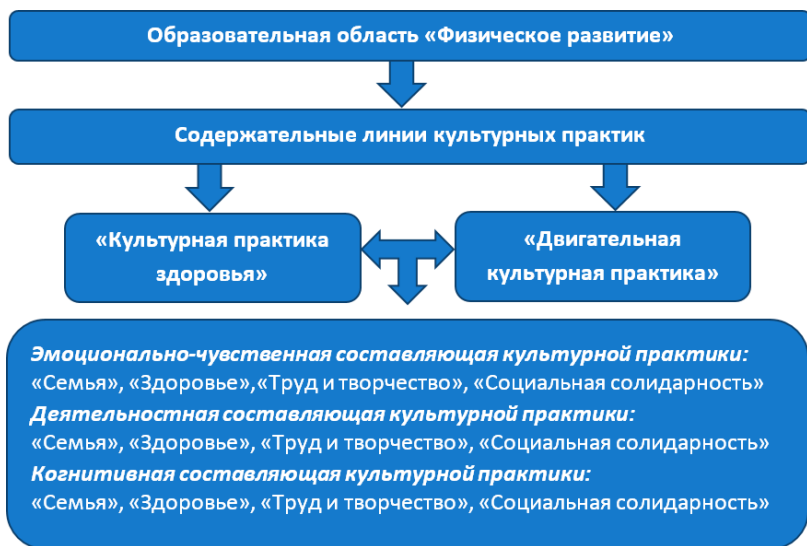 Образовательная область «Физическое развитие»
Содержательные линии культурных практик
«Культурная практика
здоровья»
«Двигательная
культурная практика»
Эмоционально-чувственная составляющая культурной практики:
«Семья», «Здоровье»,«Труд и творчество», «Социальная солидарность»
Деятельностная составляющая культурной практики:
«Семья», «Здоровье», «Труд и творчество», «Социальная солидарность»
Когнитивная составляющая культурной практики:
«Семья», «Здоровье», «Труд и творчество», «Социальная солидарность»